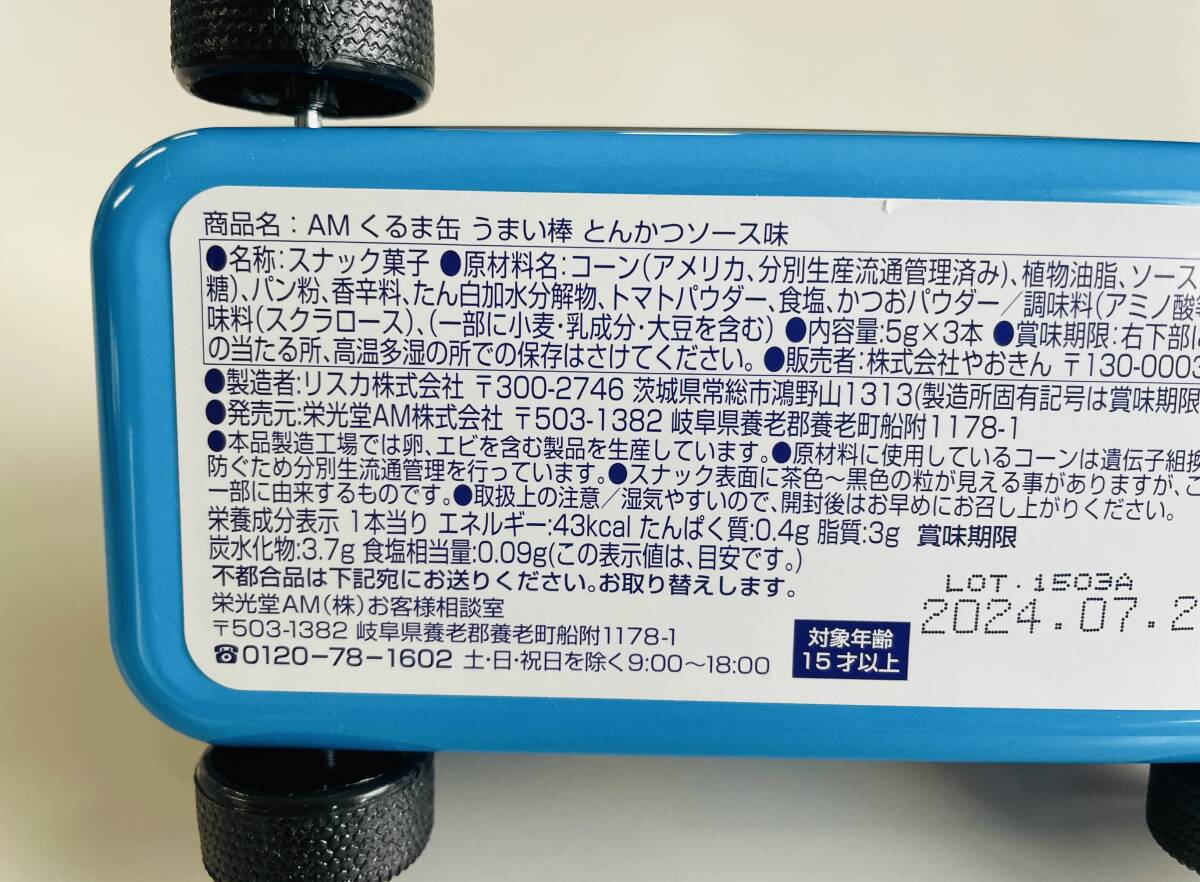 商品名：AMくるま缶 うまい棒 とんかつソース味
●名称：スナック菓子 ●原材料名：コーン（アメリカ、分別生産流通管理済み）、植物油脂、ソース
糖）、パン粉、香辛料、たん白加水分解物、トマトパウダー、食塩、かつおパウダー／調味料（アミノ酸
味料（スクラロース）、（一部に小麦・乳成分・大豆を含む） ●内容量：5g×3本 ●賞味期限：右下部に
の当たる所、高温多湿の所での保存はさけてください。 ●販売者：株式会社やおきん 〒130-0003
●製造者：リスカ株式会社 〒300-2746 茨城県常総市鴻野山1313（製造所固有記号は賞味期限
●発売元：栄光堂AM株式会社 〒503-1382 岐阜県養老郡養老町船附1178-1
●本品製造工場では卵、エビを含む製品を生産しています。●原材料に使用しているコーンは遺伝子組換
防ぐため分別生流通管理を行っています。●スナック表面に茶色～黒色の粒が見える事がありますが、こ
一部に由来するものです。●取扱上の注意／湿気やすいので、開封後はお早めにお召し上がりください。
栄養成分表示 1本当り エネルギー：43kcal たんぱく質：0.4g 脂質：3g 賞味期限
炭水化物：3.7g 食塩相当量：0.09g（この表示値は、目安です。）
不都合品は下記宛にお送りください。お取り替えします。
LOT.1503A
2024.07.2
栄光堂AM（株）お客様相談室
〒503-1382 岐阜県養老郡養老町船附1178-1
☎0120-78-1602 土・日・祝日を除く9：00～18：00
対象年齢
15才以上